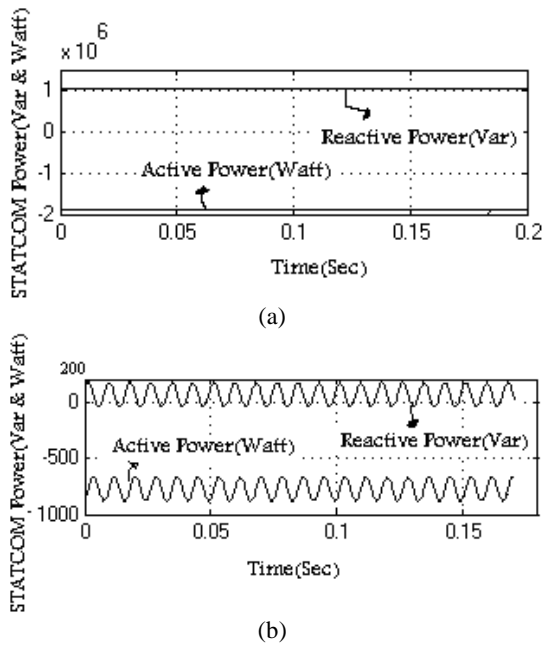 x 10^6
STATCOM Power(Var & Watt)
1
0
-1
-2
Reactive Power(Var)
Active Power(Watt)
0 0.05 0.1 0.15 0.2
Time(Sec)
(a)
STATCOM Power(Var & Watt)
200
0
-500
-1000
Active Power(Watt) Reactive Power(Var)
0 0.05 0.1 0.15
Time(Sec)
(b)